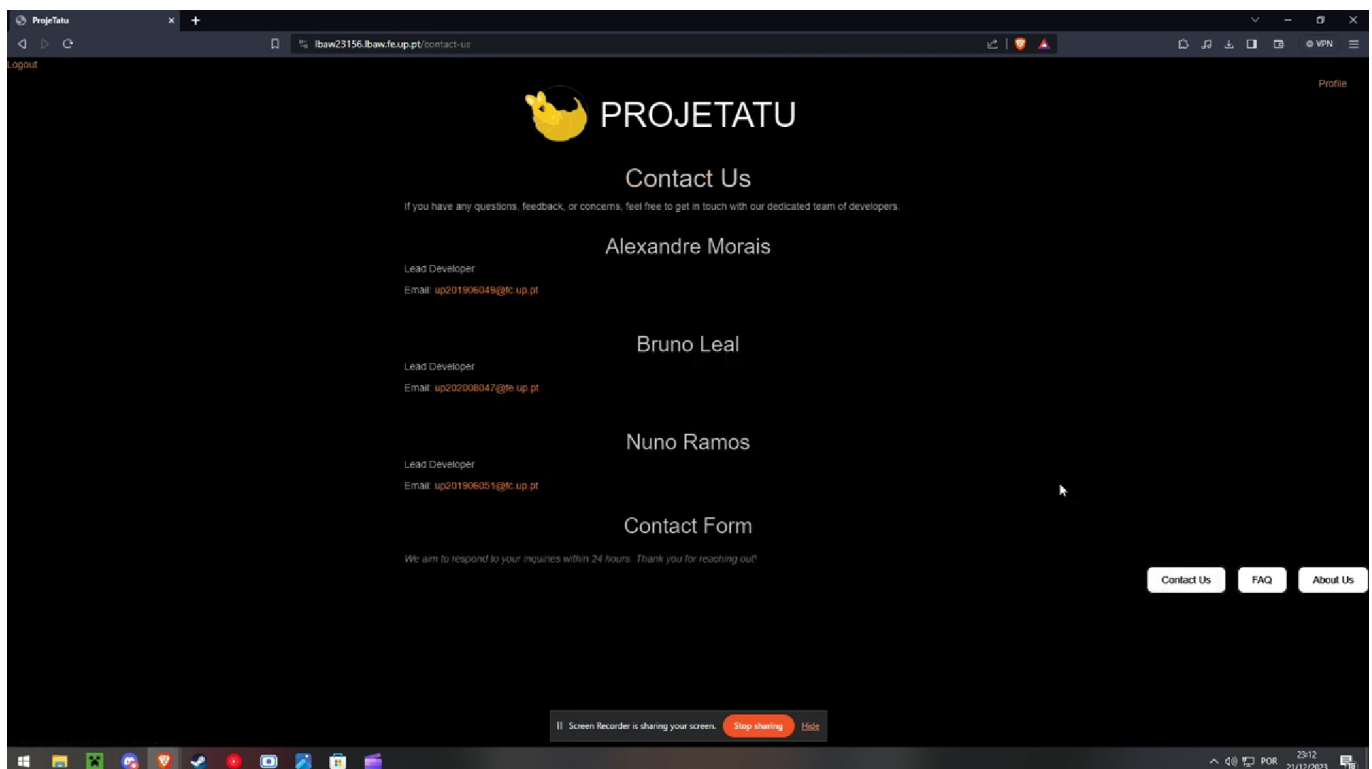 ProjeTatu
lbaw23156.lbaw.fe.up.pt/contact-us
VPN
Logout
Profile
PROJETATU
Contact Us
If you have any questions, feedback, or concerns, feel free to get in touch with our dedicated team of developers.
Alexandre Morais
Lead Developer
Email: up201906049@fc.up.pt
Bruno Leal
Lead Developer
Email: up202008047@fe.up.pt
Nuno Ramos
Lead Developer
Email: up201906051@fc.up.pt
Contact Form
We aim to respond to your inquiries within 24 hours. Thank you for reaching out!
Contact Us FAQ About Us
Screen Recorder is sharing your screen. Stop sharing Hide
23:12
POR
21/12/2023